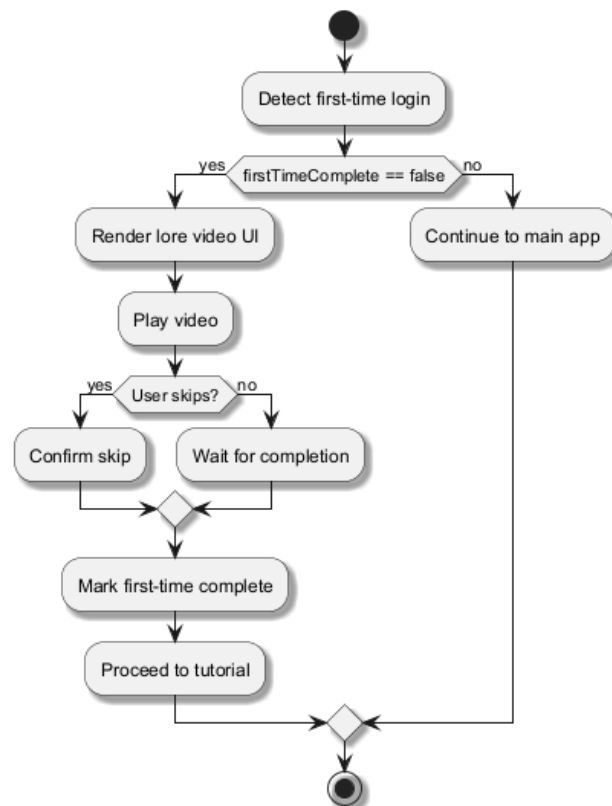 Detect first-time login
yes
firstTimeComplete == false
no
Render lore video UI
Continue to main app
Play video
yes
User skips?
no
Confirm skip
Wait for completion
Mark first-time complete
Proceed to tutorial